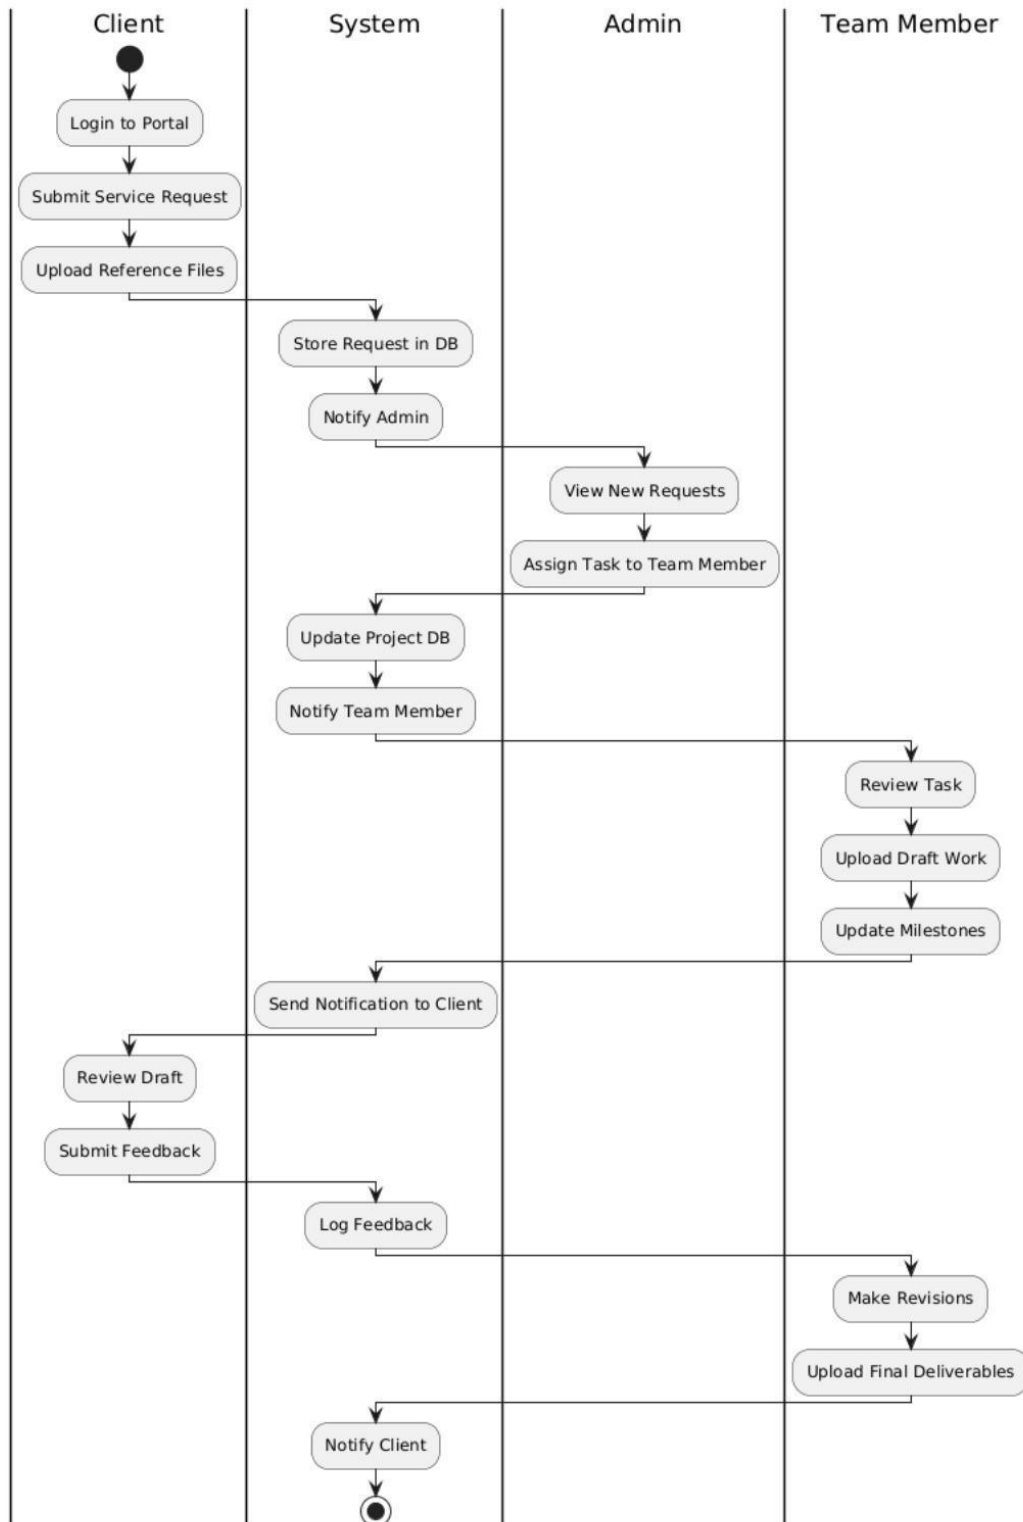 Client
System
Admin
Team Member
Login to Portal
Submit Service Request
Upload Reference Files
Store Request in DB
Notify Admin
View New Requests
Assign Task to Team Member
Update Project DB
Notify Team Member
Review Task
Upload Draft Work
Update Milestones
Send Notification to Client
Review Draft
Submit Feedback
Log Feedback
Make Revisions
Upload Final Deliverables
Notify Client